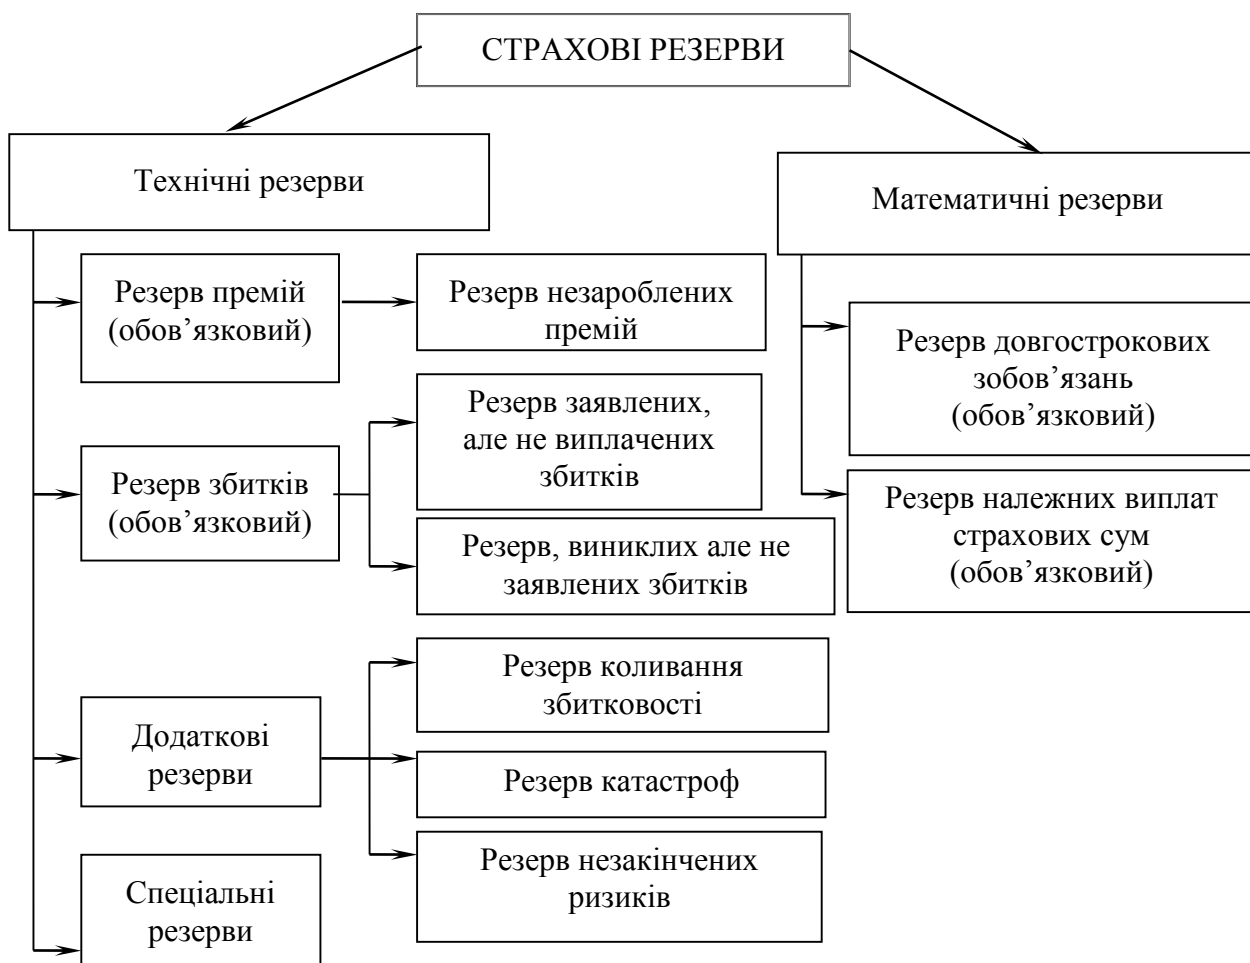 СТРАХОВІ РЕЗЕРВИ
Технічні резерви
Математичні резерви
Резерв премій
(обов’язковий)
Резерв незароблених
премій
Резерв довгострокових
зобов’язань
(обов’язковий)
Резерв заявлених,
але не виплачених
збитків
Резерв збитків
(обов’язковий)
Резерв, виниклих але не
заявлених збитків
Резерв належних виплат
страхових сум
(обов’язковий)
Резерв коливання
збитковості
Додаткові
резерви
Резерв катастроф
Резерв незакінчених
ризиків
Спеціальні
резерви